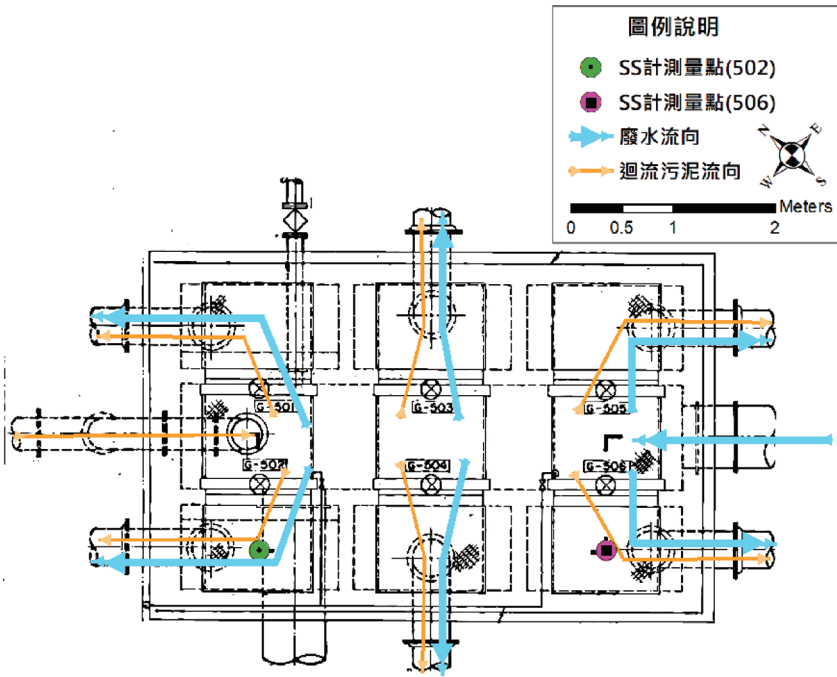 圖例說明
SS計測量點(502)
SS計測量點(506)
廢水流向
迴流污泥流向
N
E
W
S
Meters
0 0.5 1 2
G-501
G-503
G-505
G-502
G-504
G-506